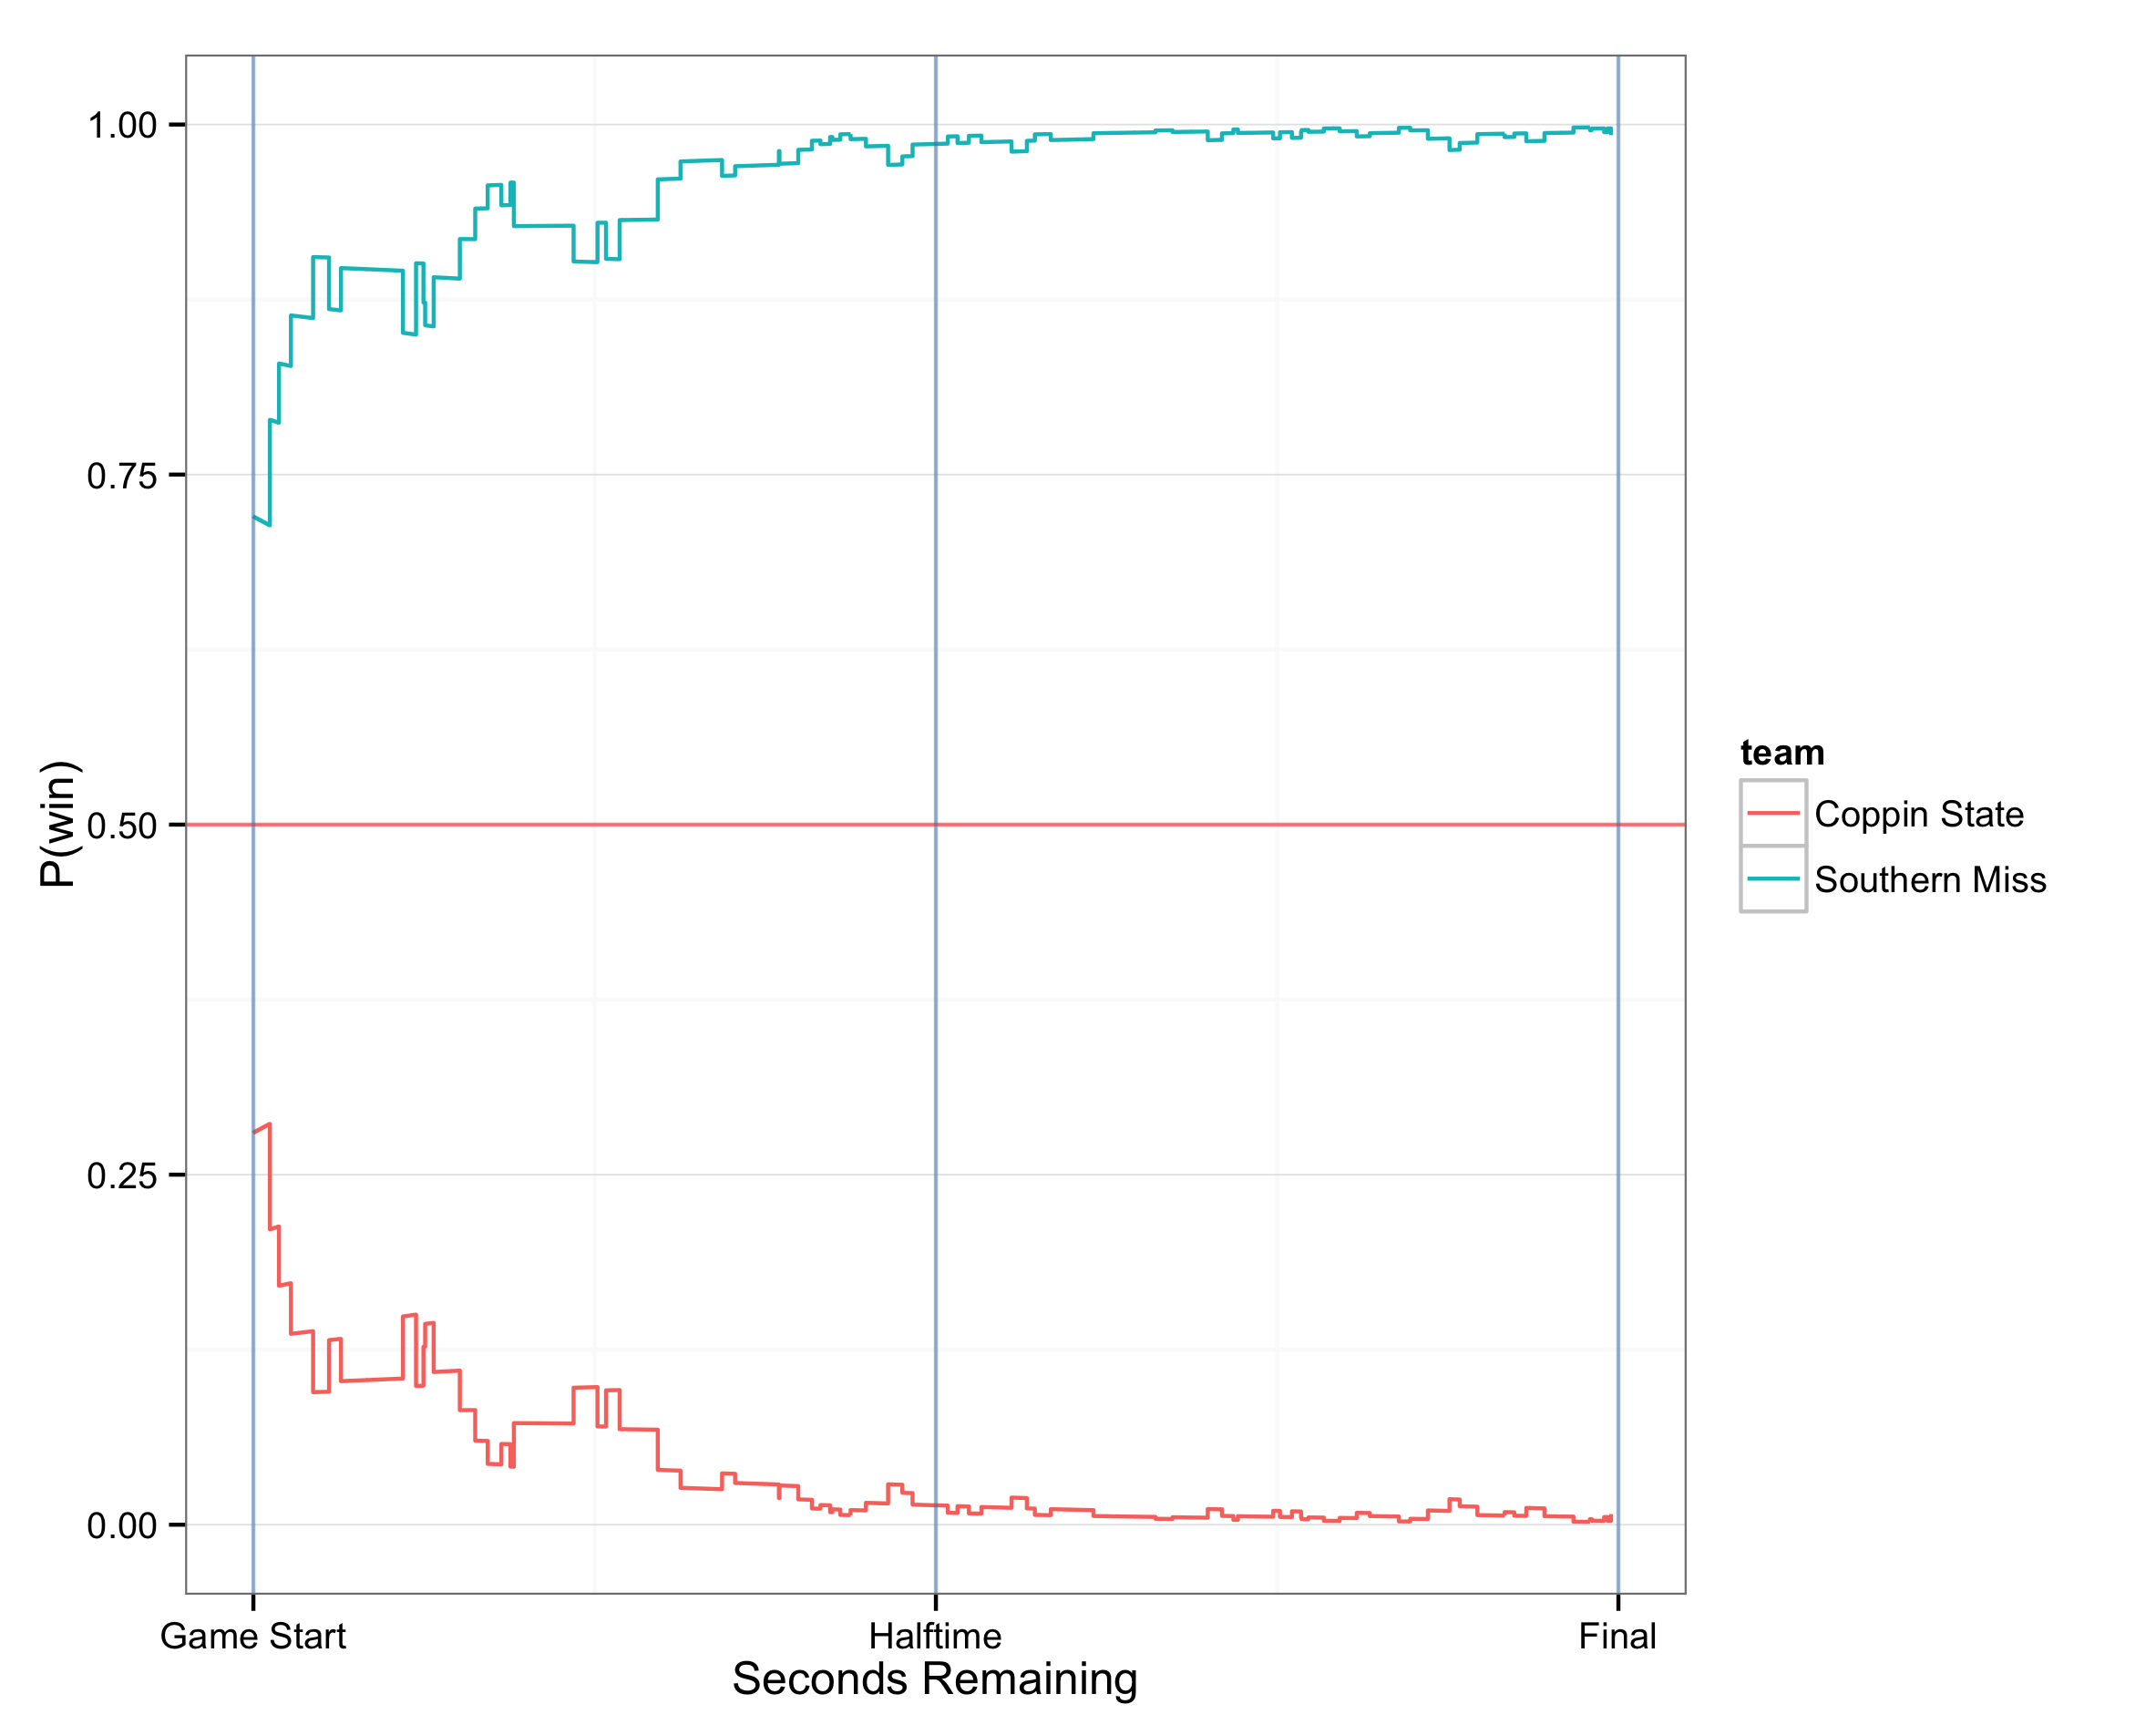 1.00
0.75
0.50
0.25
0.00
P(win)
Game Start
Halftime
Final
Seconds Remaining
team
Coppin State
Southern Miss